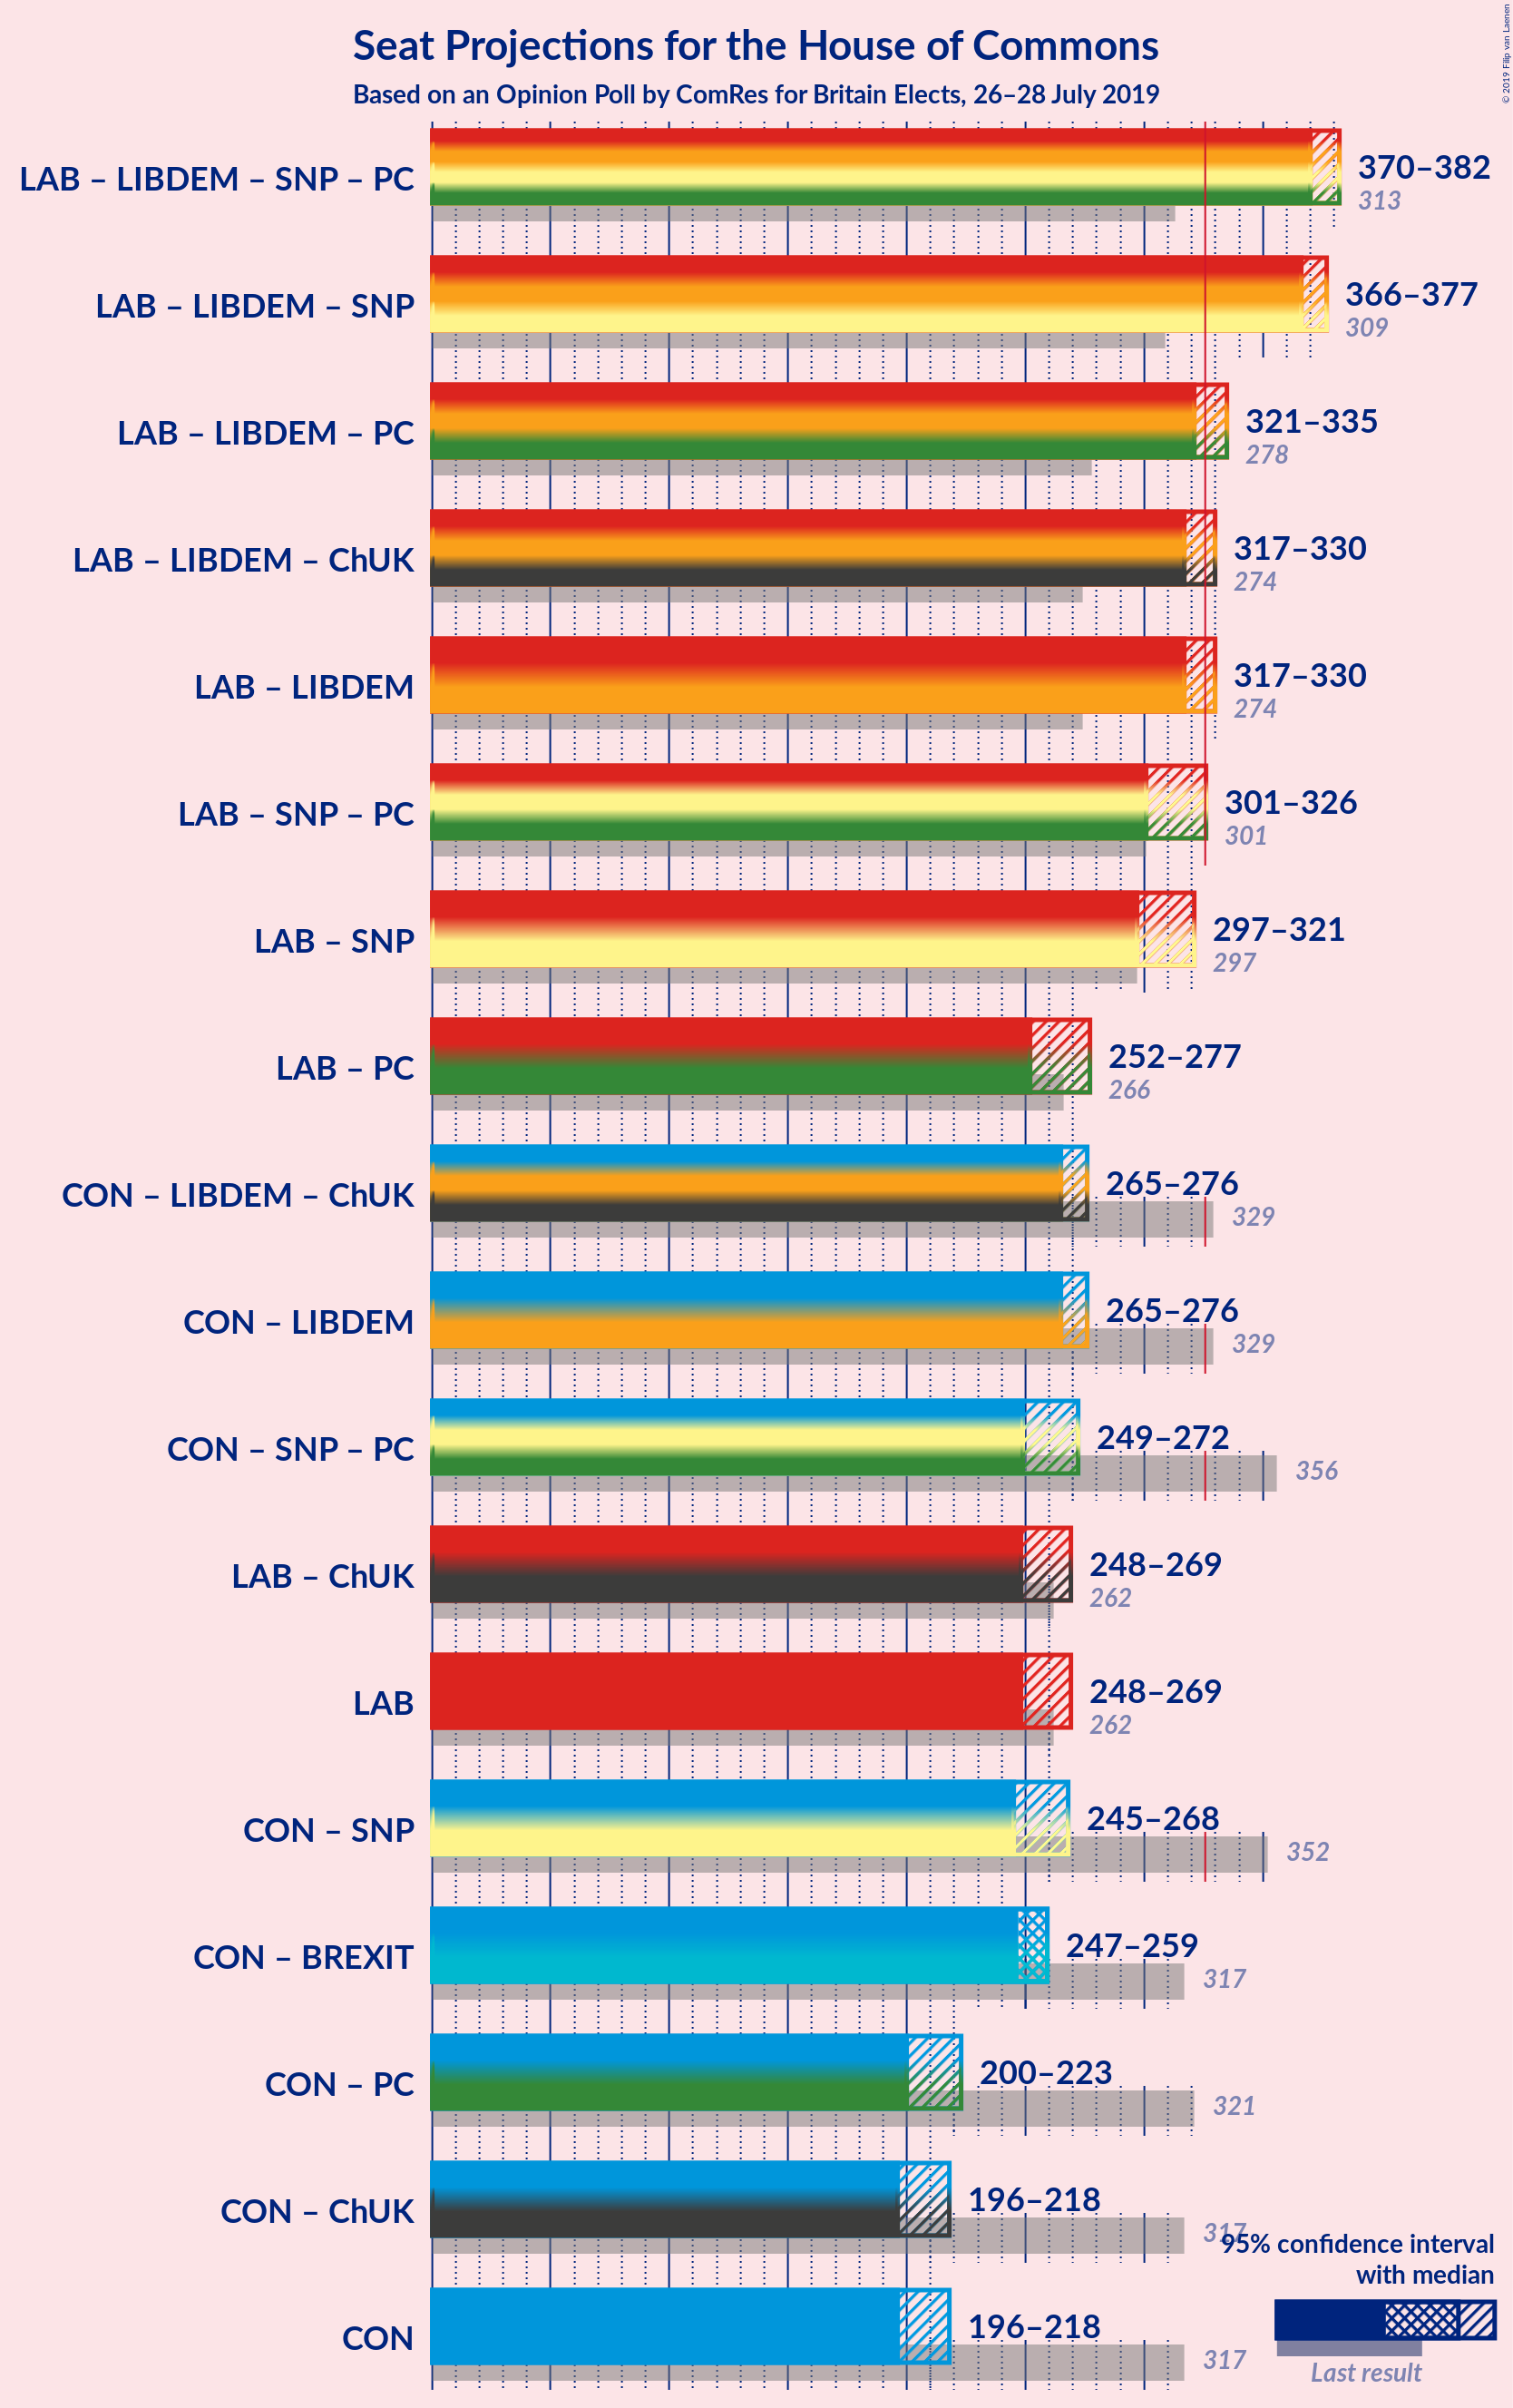 © 2019 Filip van Laenen
Seat Projections for the House of Commons
Based on an Opinion Poll by ComRes for Britain Elects, 26–28 July 2019
LAB – LIBDEM – SNP – PC
370–382
313
LAB – LIBDEM – SNP
366–377
309
LAB – LIBDEM – PC
321–335
278
LAB – LIBDEM – ChUK
317–330
274
LAB – LIBDEM
317–330
274
LAB – SNP – PC
301–326
301
LAB – SNP
297–321
297
LAB – PC
252–277
266
CON – LIBDEM – ChUK
265–276
329
CON – LIBDEM
265–276
329
CON – SNP – PC
249–272
356
LAB – ChUK
248–269
262
LAB
248–269
262
CON – SNP
245–268
352
CON – BREXIT
247–259
317
CON – PC
200–223
321
CON – ChUK
196–218
317
CON
196–218
317
95% confidence interval
with median
Last result